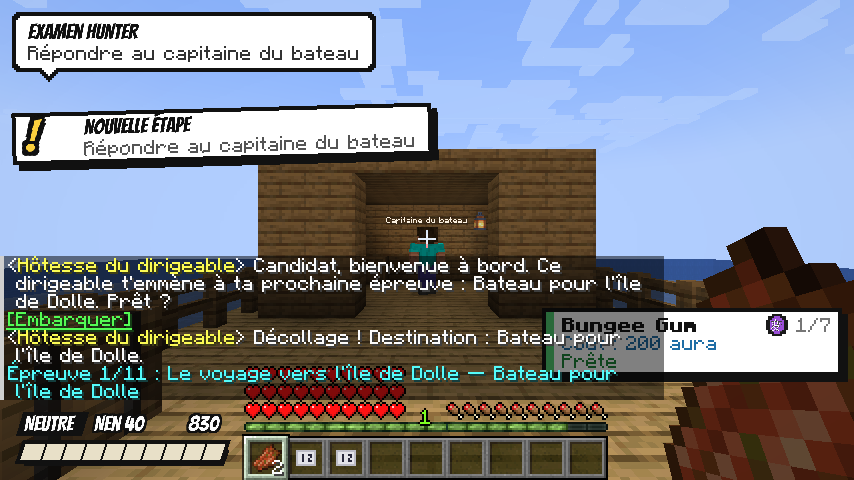 EXAMEN HUNTER
Répondre au capitaine du bateau
NOUVELLE ÉTAPE
Répondre au capitaine du bateau
Capitaine du bateau
<Hôtesse du dirigeable> Candidat, bienvenue à bord. Ce
dirigeable t'emmène à ta prochaine épreuve : Bateau pour l'île
de Dolle. Prêt ?
[Embarquer]
<Hôtesse du dirigeable> Décollage ! Destination : Bateau pour
l'île de Dolle.
Épreuve 1/11 : Le voyage vers l'île de Dolle — Bateau pour
l'île de Dolle
Bungee Gum 1/7
Coût : 200 aura
Prête
NEUTRE NEN 40 830
1
2
12 12